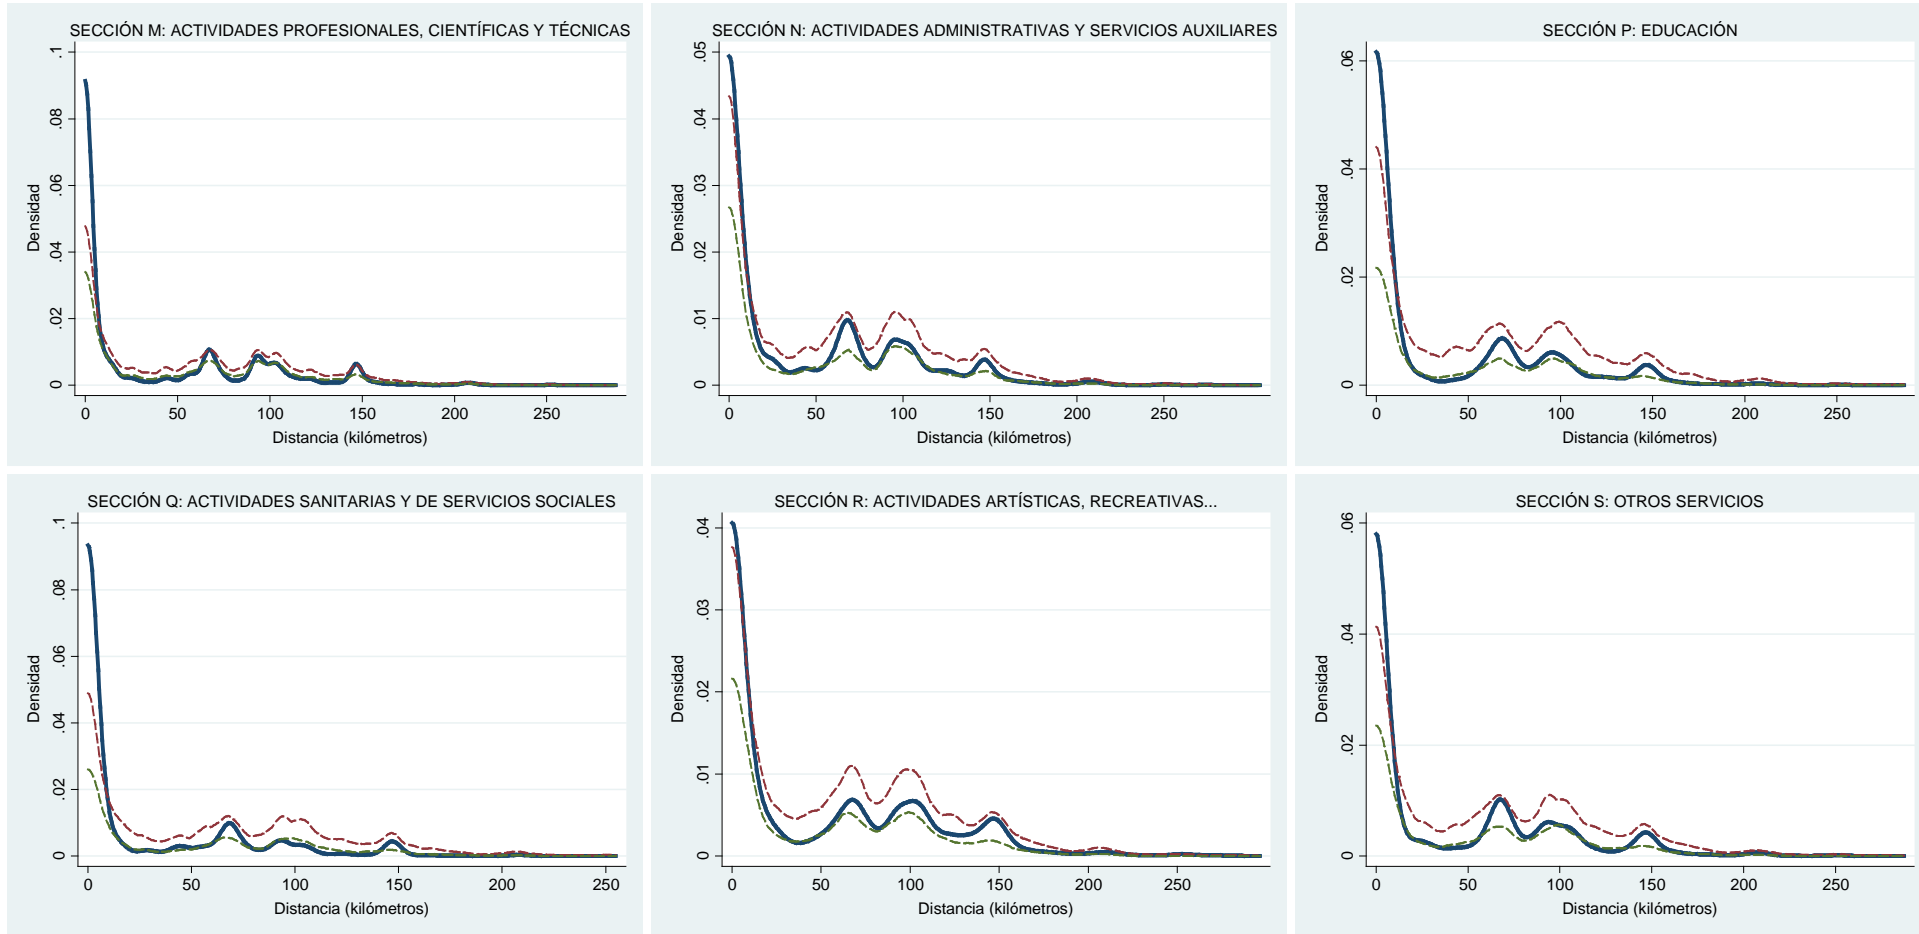 SECCIÓN M: ACTIVIDADES PROFESIONALES, CIENTÍFICAS Y TÉCNICAS
Densidad
.1
.08
.06
.04
.02
0
0 50 100 150 200 250
Distancia (kilómetros)
SECCIÓN N: ACTIVIDADES ADMINISTRATIVAS Y SERVICIOS AUXILIARES
Densidad
.05
.04
.03
.02
.01
0
0 50 100 150 200 250
Distancia (kilómetros)
SECCIÓN P: EDUCACIÓN
Densidad
.06
.04
.02
0
0 50 100 150 200 250
Distancia (kilómetros)
SECCIÓN Q: ACTIVIDADES SANITARIAS Y DE SERVICIOS SOCIALES
Densidad
.1
.08
.06
.04
.02
0
0 50 100 150 200 250
Distancia (kilómetros)
SECCIÓN R: ACTIVIDADES ARTÍSTICAS, RECREATIVAS...
Densidad
.04
.03
.02
.01
0
0 50 100 150 200 250
Distancia (kilómetros)
SECCIÓN S: OTROS SERVICIOS
Densidad
.06
.04
.02
0
0 50 100 150 200 250
Distancia (kilómetros)